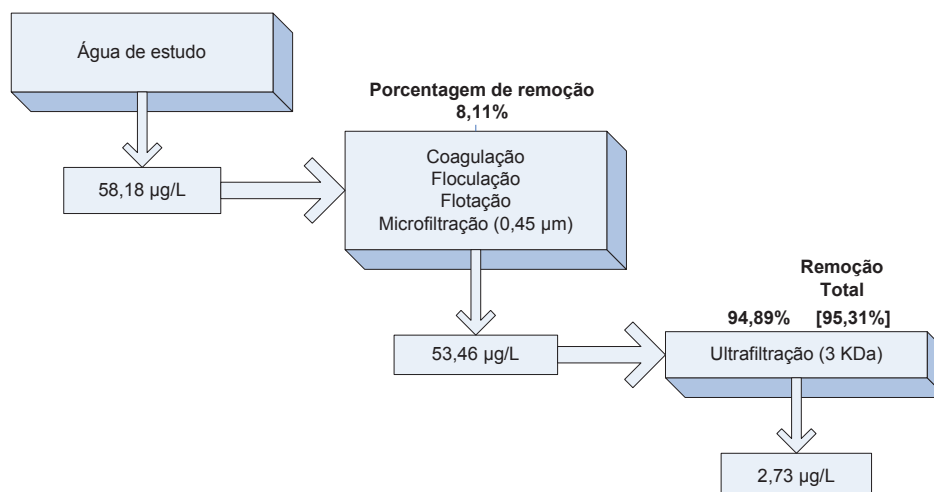 Água de estudo
Porcentagem de remoção
8,11%
58,18 µg/L
Coagulação
Floculação
Flotação
Microfiltração (0,45 µm)
53,46 µg/L
Remoção
Total
94,89% [95,31%]
Ultrafiltração (3 KDa)
2,73 µg/L